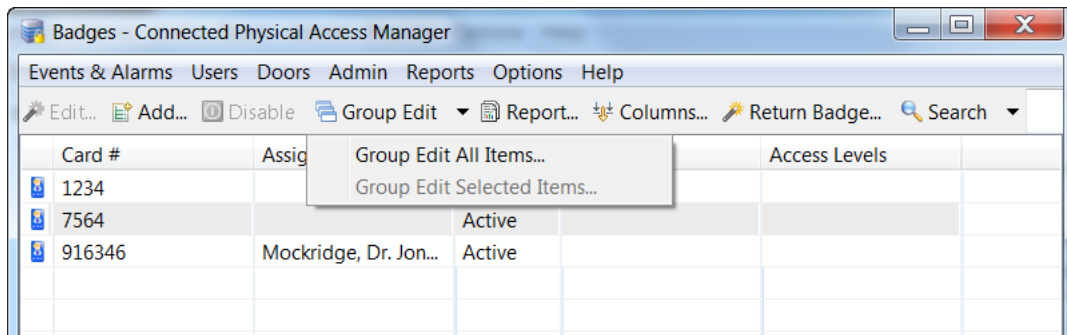 Badges - Connected Physical Access Manager
Events & Alarms Users Doors Admin Reports Options Help
Edit... Add... Disable Group Edit Report... Columns... Return Badge... Search
Card # Assig Access Levels
Group Edit All Items...
1234
Group Edit Selected Items...
7564 Active
916346 Mockridge, Dr. Jon... Active